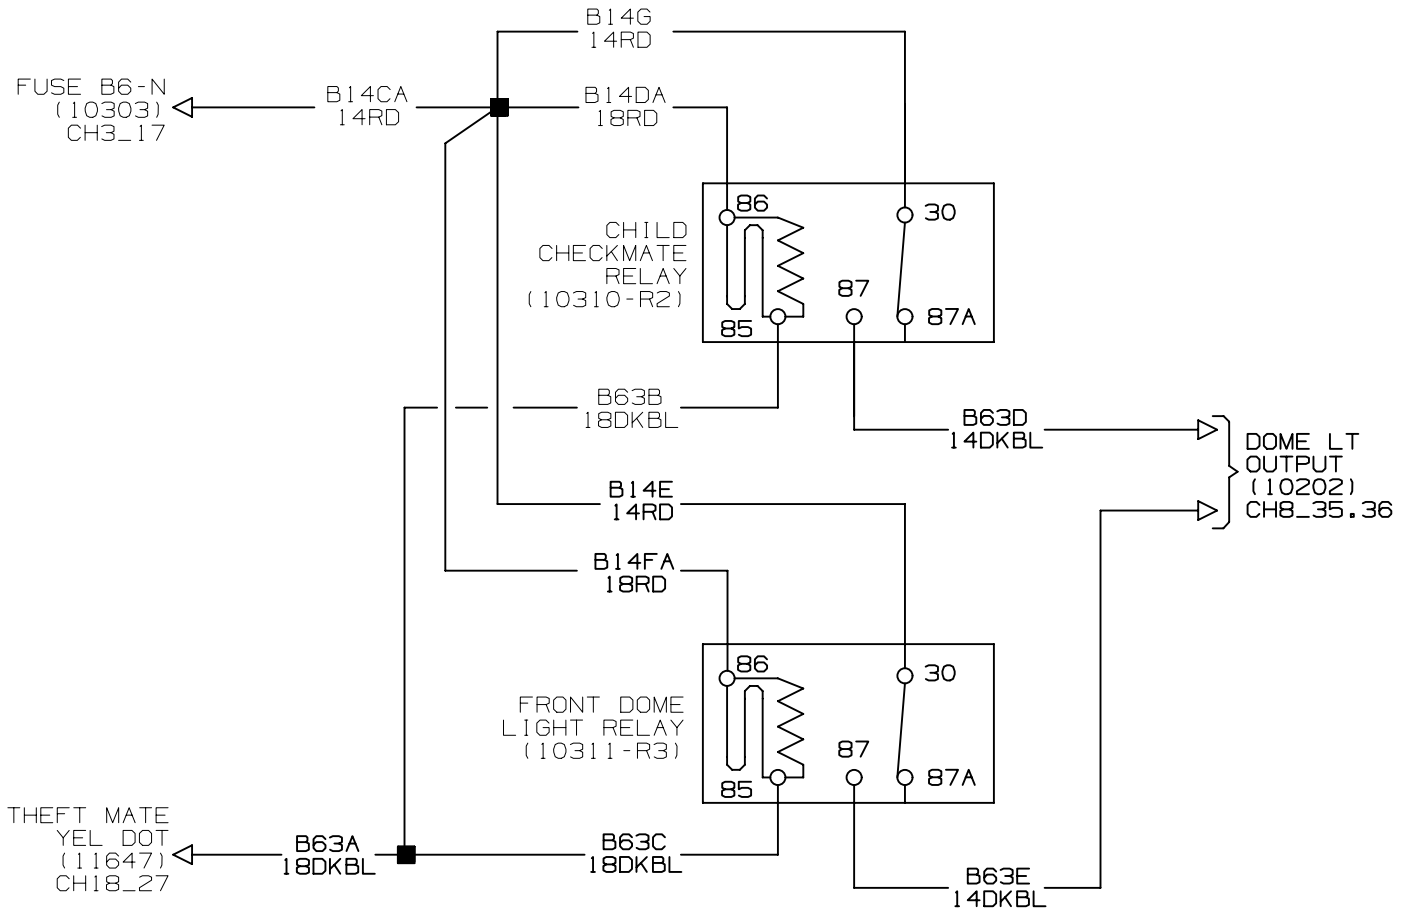 B14G
14RD
FUSE B6-N
(10303)
CH3_17
B14CA
14RD
B14DA
18RD
CHILD
CHECKMATE
RELAY
(10310-R2)
86
30
87
85
87A
B63B
18DKBL
B63D
14DKBL
DOME LT
OUTPUT
(10202)
CH8_35.36
B14E
14RD
B14FA
18RD
FRONT DOME
LIGHT RELAY
(10311-R3)
86
30
87
85
87A
THEFT MATE
YEL DOT
(11647)
CH18_27
B63A
18DKBL
B63C
18DKBL
B63E
14DKBL